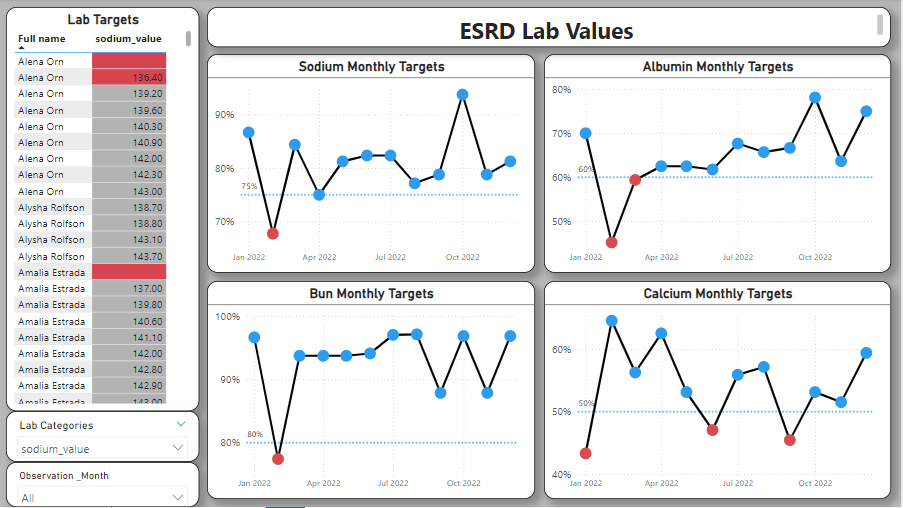 Lab Targets
Full name sodium_value
Alena Orn
Alena Orn 136.40
Alena Orn 139.20
Alena Orn 139.60
Alena Orn 140.30
Alena Orn 140.90
Alena Orn 142.00
Alena Orn 142.30
Alena Orn 143.00
Alysha Rolfson 138.70
Alysha Rolfson 138.80
Alysha Rolfson 143.10
Alysha Rolfson 143.70
Amalia Estrada
Amalia Estrada 137.00
Amalia Estrada 139.80
Amalia Estrada 140.60
Amalia Estrada 141.10
Amalia Estrada 142.00
Amalia Estrada 142.80
Amalia Estrada 142.90
Amalia Estrada 143.00
Lab Categories
sodium_value
Observation _Month
All
ESRD Lab Values
Sodium Monthly Targets
90%
80%
75%
70%
Jan 2022 Apr 2022 Jul 2022 Oct 2022
Albumin Monthly Targets
80%
70%
60%
60%
50%
Jan 2022 Apr 2022 Jul 2022 Oct 2022
Bun Monthly Targets
100%
90%
80%
80%
Jan 2022 Apr 2022 Jul 2022 Oct 2022
Calcium Monthly Targets
60%
50%
50%
40%
Jan 2022 Apr 2022 Jul 2022 Oct 2022